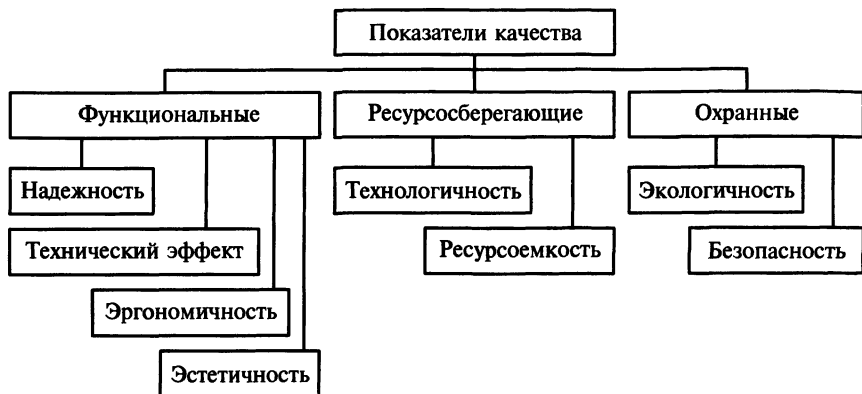 Показатели качества
Функциональные
Ресурсосберегающие
Охранные
Надежность
Технологичность
Экологичность
Технический эффект
Ресурсоемкость
Безопасность
Эргономичность
Эстетичность